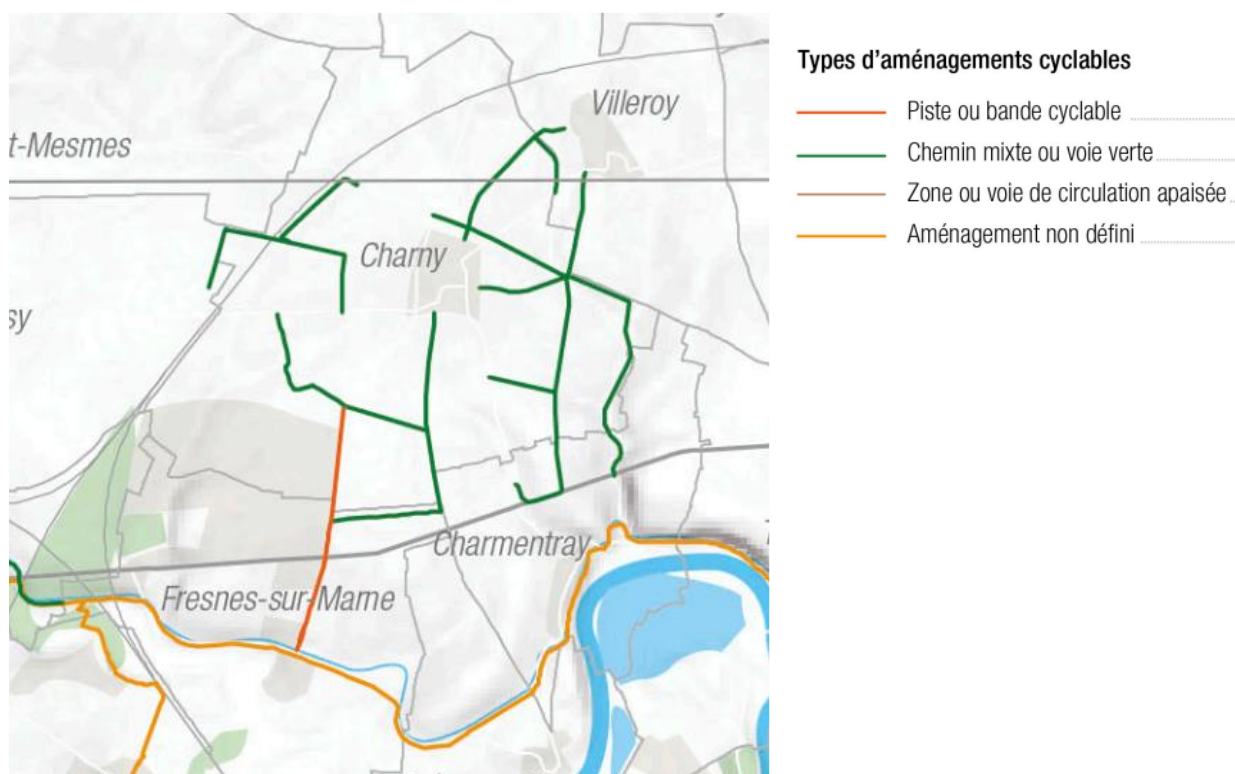 Villeroy
t-Mesmes
Charny
sy
Charmentray
Fresnes-sur-Marne
Types d'aménagements cyclables
Piste ou bande cyclable
Chemin mixte ou voie verte
Zone ou voie de circulation apaisée
Aménagement non défini